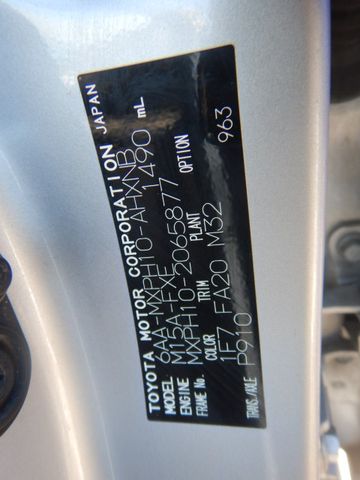 TOYOTA MOTOR CORPORATION JAPAN
MODEL 6AA-MXPH10-AHXNB
ENGINE M15A-FXE 1490 mL
FRAME No. MXPH10-2065877
COLOR TRIM PLANT OPTION
1F7 FA20 M32
TRANS./AXLE P910 963